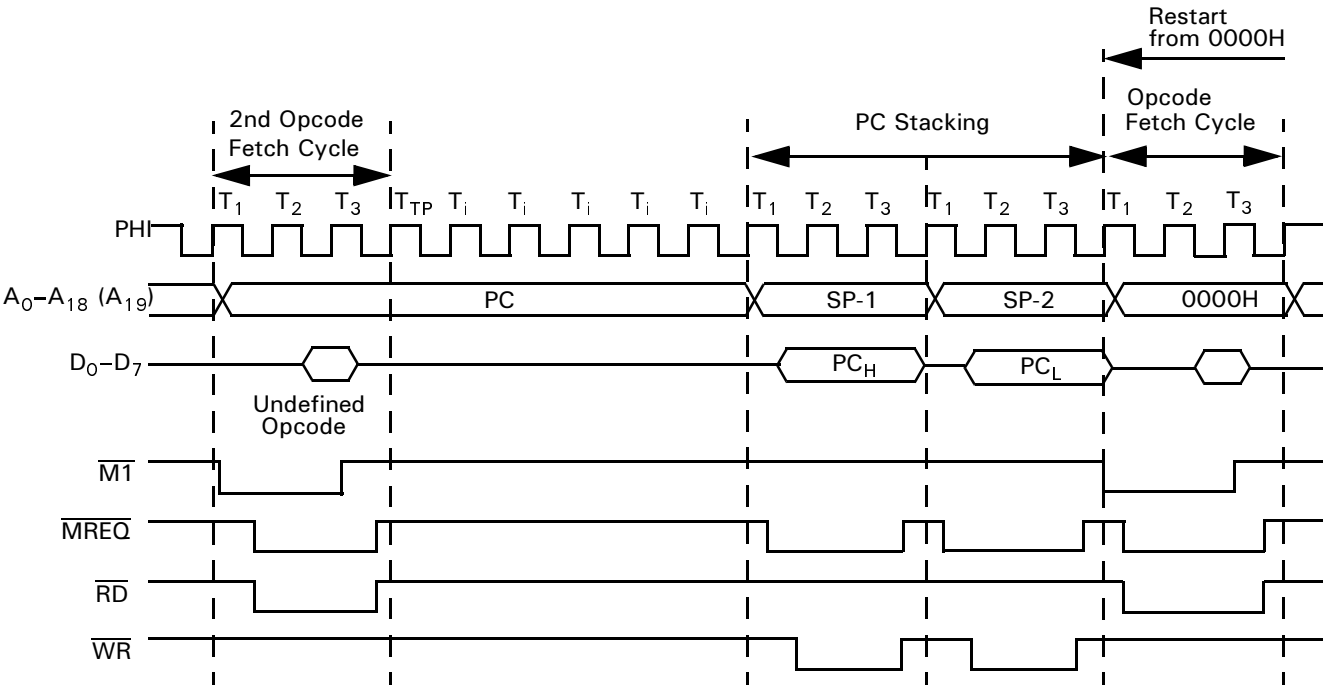 Restart
from 0000H
2nd Opcode
Fetch Cycle
PC Stacking
Opcode
Fetch Cycle
T1 T2 T3 TTP Ti Ti Ti Ti Ti T1 T2 T3 T1 T2 T3 T1 T2 T3
PHI
A0–A18 (A19) PC SP-1 SP-2 0000H
D0–D7 PCH PCL
Undefined
Opcode
M1
MREQ
RD
WR